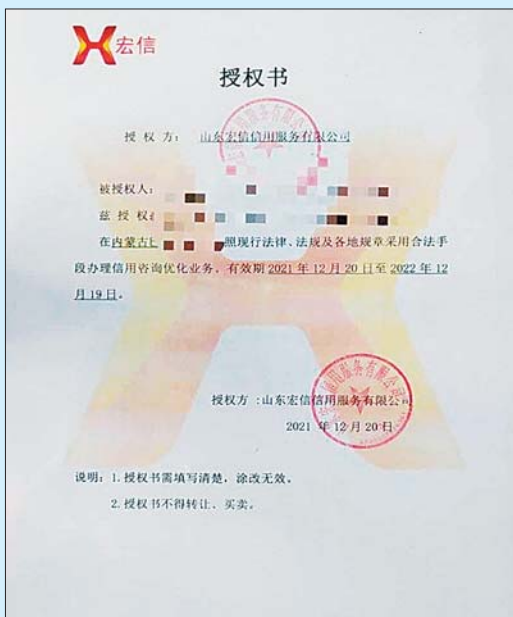 宏信
授权书
授 权 方： 山东宏信信用服务有限公司
被授权人：
兹 授 权
在内蒙古 照现行法律、法规及各地规章采用合法手
段办理信用咨询优化业务。有效期 2021 年 12 月 20 日至 2022 年 12
月 19 日。
授权方 :山东宏信信用服务有限公司
2021 年 12 月 20 日
说明：1. 授权书需填写清楚，涂改无效。
2. 授权书不得转让、买卖。